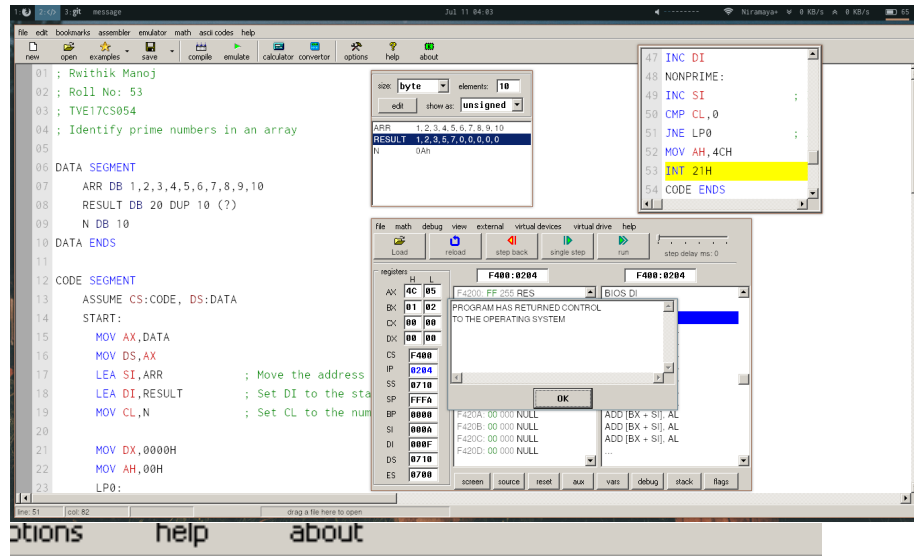 1: 2:</> 3:git message Jul 11 04:03 Niramaya+ 0 KB/s 0 KB/s 65
file edit bookmarks assembler emulator math ascii codes help
new open examples save compile emulate calculator convertor options help about
01 ; Rwithik Manoj
02 ; Roll No: 53
03 ; TVE17CS054
04 ; Identify prime numbers in an array
05
06 DATA SEGMENT
07 ARR DB 1,2,3,4,5,6,7,8,9,10
08 RESULT DB 20 DUP 10 (?)
09 N DB 10
10 DATA ENDS
11
12 CODE SEGMENT
13 ASSUME CS:CODE, DS:DATA
14 START:
15 MOV AX,DATA
16 MOV DS,AX
17 LEA SI,ARR ; Move the address
18 LEA DI,RESULT ; Set DI to the sta
19 MOV CL,N ; Set CL to the num
20
21 MOV DX,0000H
22 MOV AH,00H
23 LP0:
line: 51 col: 82 drag a file here to open
size: byte elements: 10
edit show as: unsigned
ARR 1,2,3,4,5,6,7,8,9,10
RESULT 1,2,3,5,7,0,0,0,0,0
N 0Ah
47 INC DI
48 NONPRIME:
49 INC SI ;
50 CMP CL,0
51 JNE LP0 ;
52 MOV AH,4CH
53 INT 21H
54 CODE ENDS
file math debug view external virtual devices virtual drive help
Load reload step back single step run step delay ms: 0
registers F400:0204 F400:0204
H L
AX 4C 05
BX 01 02
CX 00 00
DX 00 00
CS F400
IP 0204
SS 0710
SP FFFA
BP 0000
SI 000A
DI 000F
DS 0710
ES 0700
F4200: FF 255 RES BIOS DI
PROGRAM HAS RETURNED CONTROL
TO THE OPERATING SYSTEM
OK
F420A: 00 000 NULL ADD [BX + SI], AL
F420B: 00 000 NULL ADD [BX + SI], AL
F420C: 00 000 NULL ADD [BX + SI], AL
F420D: 00 000 NULL ...
screen source reset aux vars debug stack flags
ptions help about